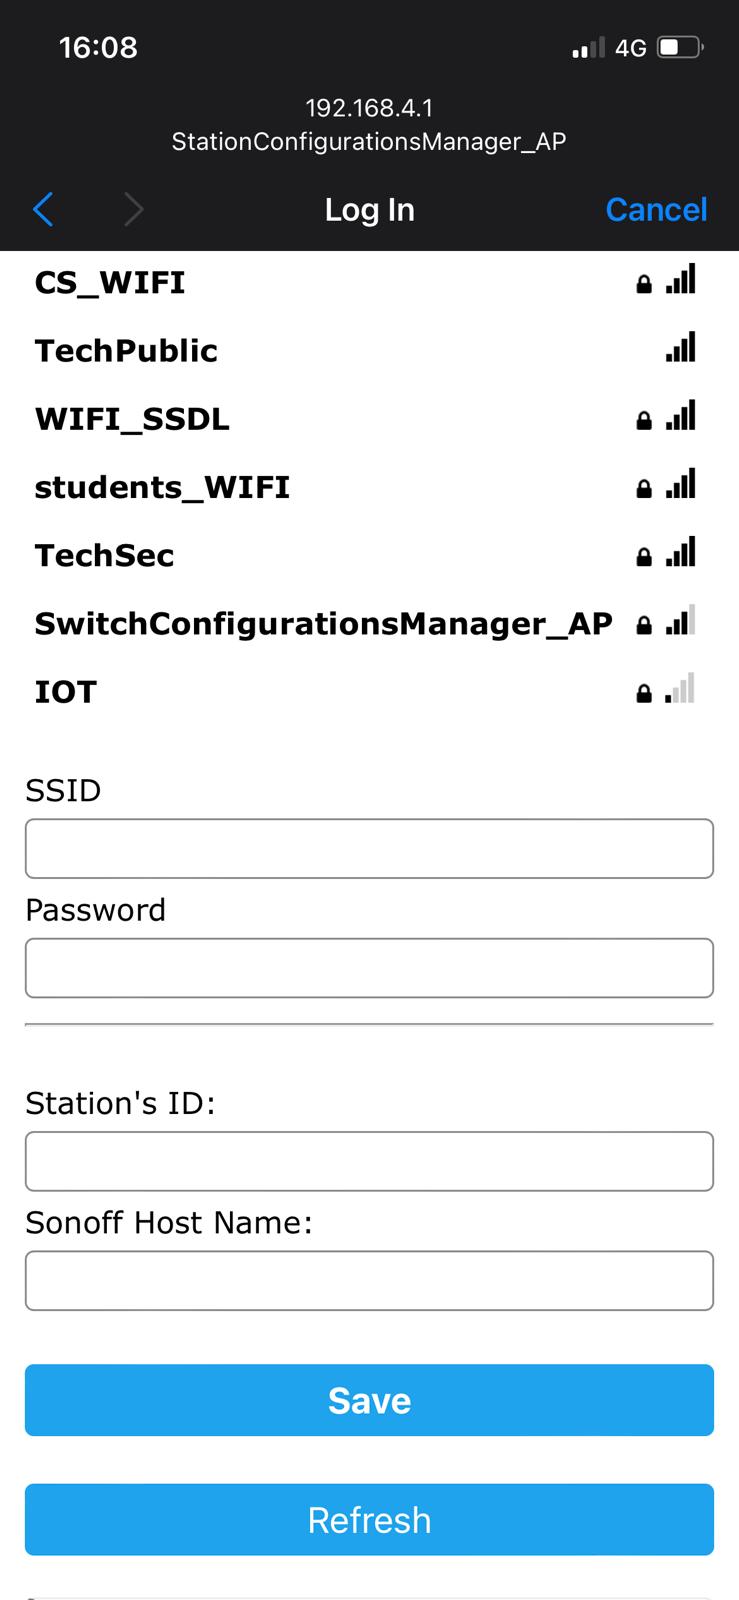 16:08
4G
192.168.4.1
StationConfigurationsManager_AP
Log In
Cancel
CS_WIFI
TechPublic
WIFI_SSDL
students_WIFI
TechSec
SwitchConfigurationsManager_AP
IOT
SSID
Password
Station's ID:
Sonoff Host Name:
Save
Refresh